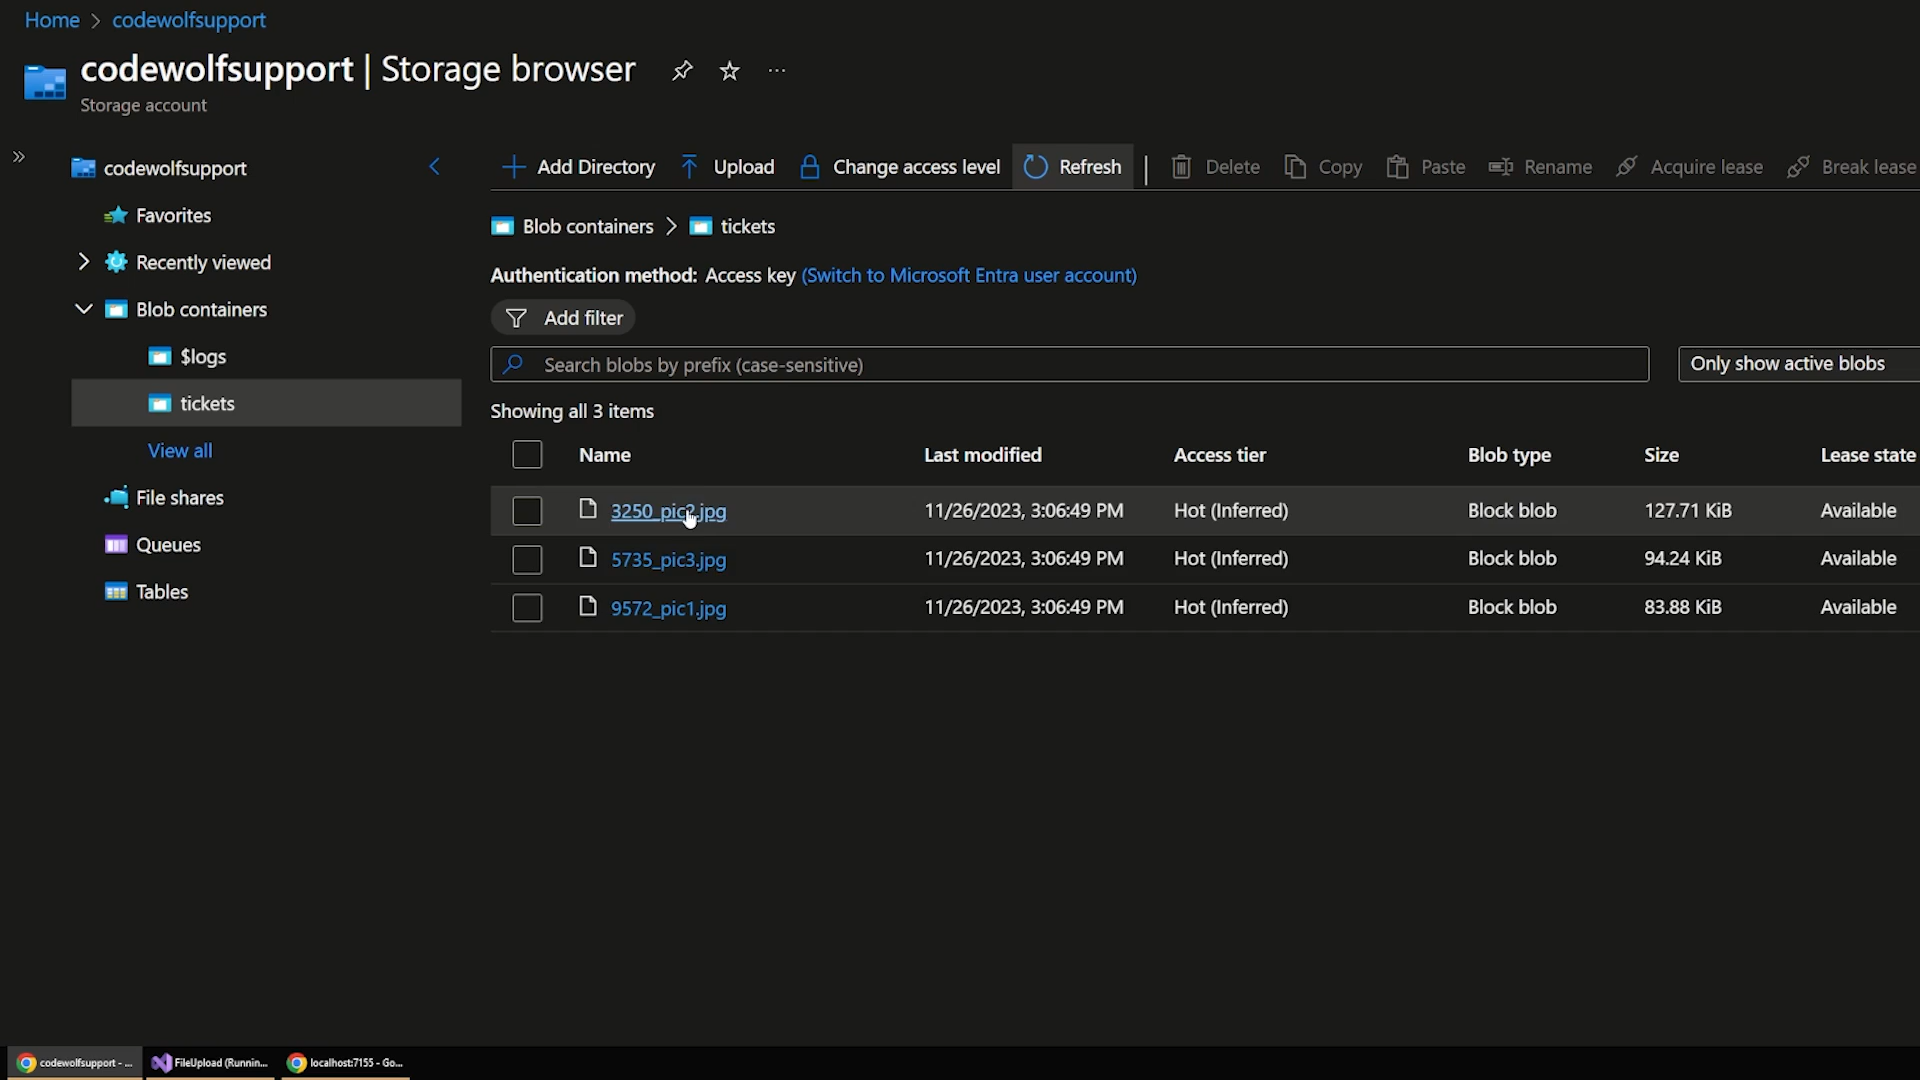 Home > codewolfsupport
codewolfsupport | Storage browser ...
Storage account
codewolfsupport
Favorites
Recently viewed
Blob containers
$logs
tickets
View all
File shares
Queues
Tables
Add Directory Upload Change access level Refresh | Delete Copy Paste Rename Acquire lease Break lease
Blob containers > tickets
Authentication method: Access key (Switch to Microsoft Entra user account)
Add filter
Search blobs by prefix (case-sensitive) Only show active blobs
Showing all 3 items
Name Last modified Access tier Blob type Size Lease state
3250_pic2.jpg 11/26/2023, 3:06:49 PM Hot (Inferred) Block blob 127.71 KiB Available
5735_pic3.jpg 11/26/2023, 3:06:49 PM Hot (Inferred) Block blob 94.24 KiB Available
9572_pic1.jpg 11/26/2023, 3:06:49 PM Hot (Inferred) Block blob 83.88 KiB Available
codewolfsupport - ... FileUpload (Runnin... localhost:7155 - Go...